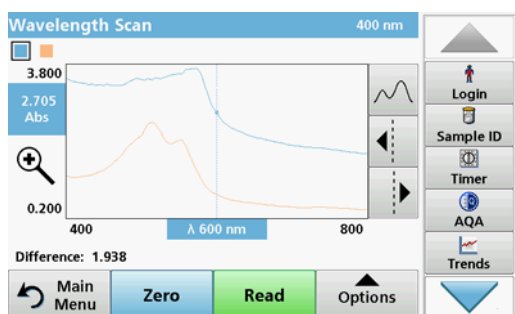 Wavelength Scan
400 nm
3.800
2.705
Abs
0.200
400
λ 600 nm
800
Difference: 1.938
Main
Menu
Zero
Read
Options
Login
Sample ID
Timer
AQA
Trends